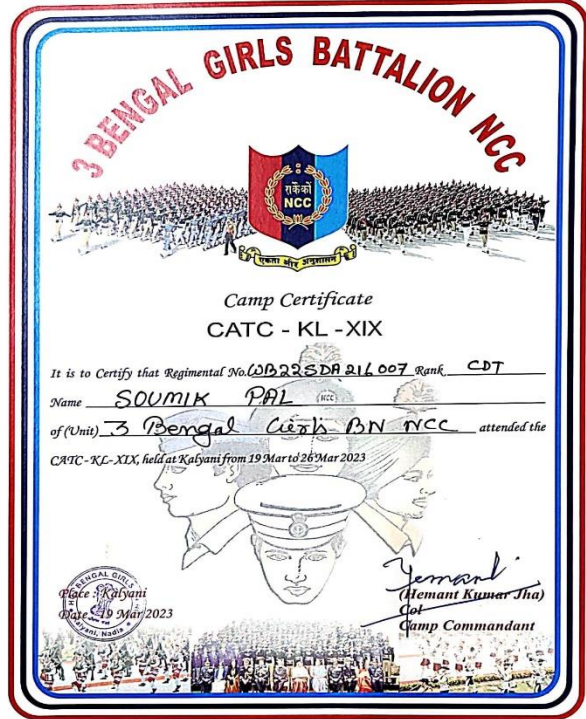 3 BENGAL GIRLS BATTALION NCC
राकैको
NCC
एकता और अनुशासन
Camp Certificate
CATC - KL -XIX
It is to Certify that Regimental No. WB22SDA216007 Rank CDT
Name SOUMIK PAL
of (Unit) 3 Bengal Girls BN NCC attended the
CATC-KL-XIX, held at Kalyani from 19 Mar to 26 Mar 2023
NCC
BENGAL GIRLS
Kalyani, Nadia
Place : Kalyani
Date : 19 Mar 2023
Hemant
(Hemant Kumar Jha)
Col
Camp Commandant